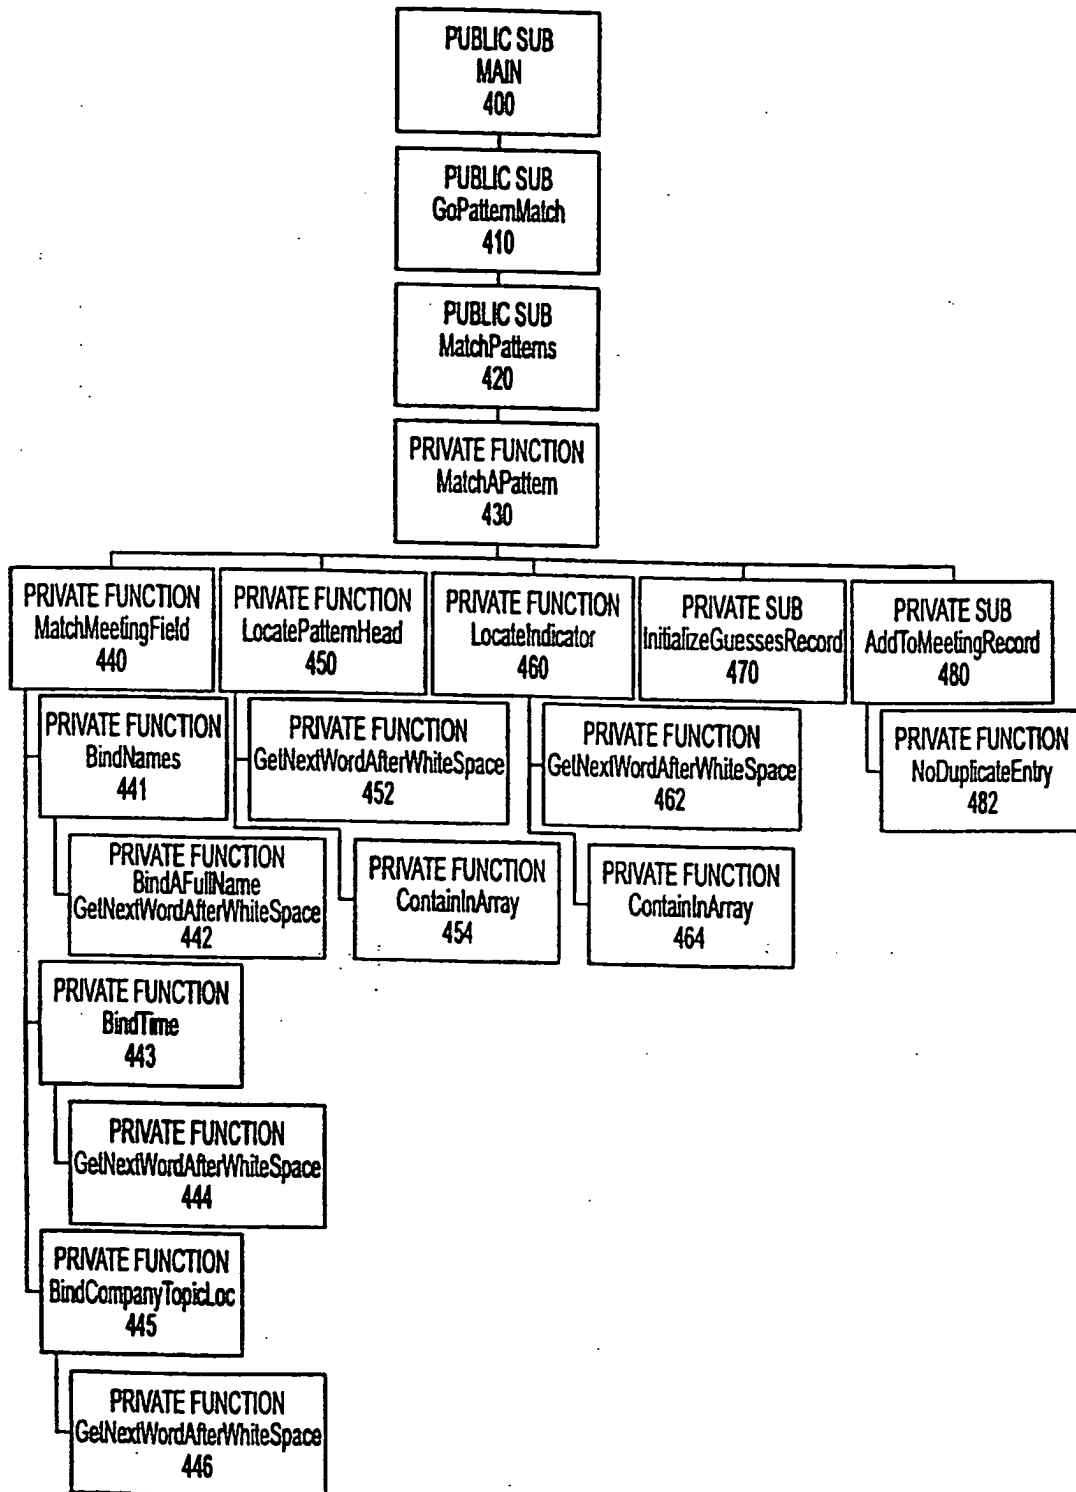 PUBLIC SUB
MAIN
400
PUBLIC SUB
GoPatternMatch
410
PUBLIC SUB
MatchPatterns
420
PRIVATE FUNCTION
MatchAPattern
430
PRIVATE FUNCTION
MatchMeetingField
440
PRIVATE FUNCTION
LocatePatternHead
450
PRIVATE FUNCTION
LocateIndicator
460
PRIVATE SUB
InitializeGuessesRecord
470
PRIVATE SUB
AddToMeetingRecord
480
PRIVATE FUNCTION
BindNames
441
PRIVATE FUNCTION
GetNextWordAfterWhiteSpace
452
PRIVATE FUNCTION
GetNextWordAfterWhiteSpace
462
PRIVATE FUNCTION
NoDuplicateEntry
482
PRIVATE FUNCTION
BindAFullName
GetNextWordAfterWhiteSpace
442
PRIVATE FUNCTION
ContainInArray
454
PRIVATE FUNCTION
ContainInArray
464
PRIVATE FUNCTION
BindTime
443
PRIVATE FUNCTION
GetNextWordAfterWhiteSpace
444
PRIVATE FUNCTION
BindCompanyTopicLoc
445
PRIVATE FUNCTION
GetNextWordAfterWhiteSpace
446